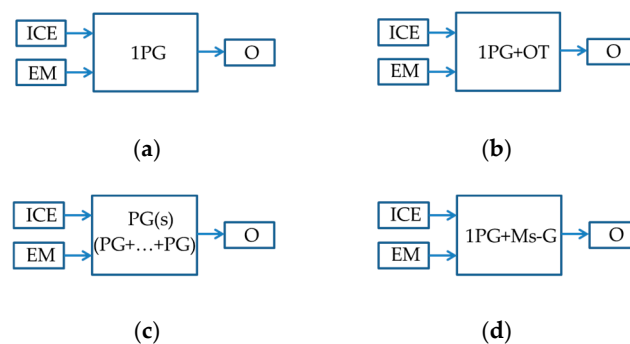 ICE
EM
1PG
O
(a)
ICE
EM
1PG+OT
O
(b)
ICE
EM
PG(s)
(PG+...+PG)
O
(c)
ICE
EM
1PG+Ms-G
O
(d)